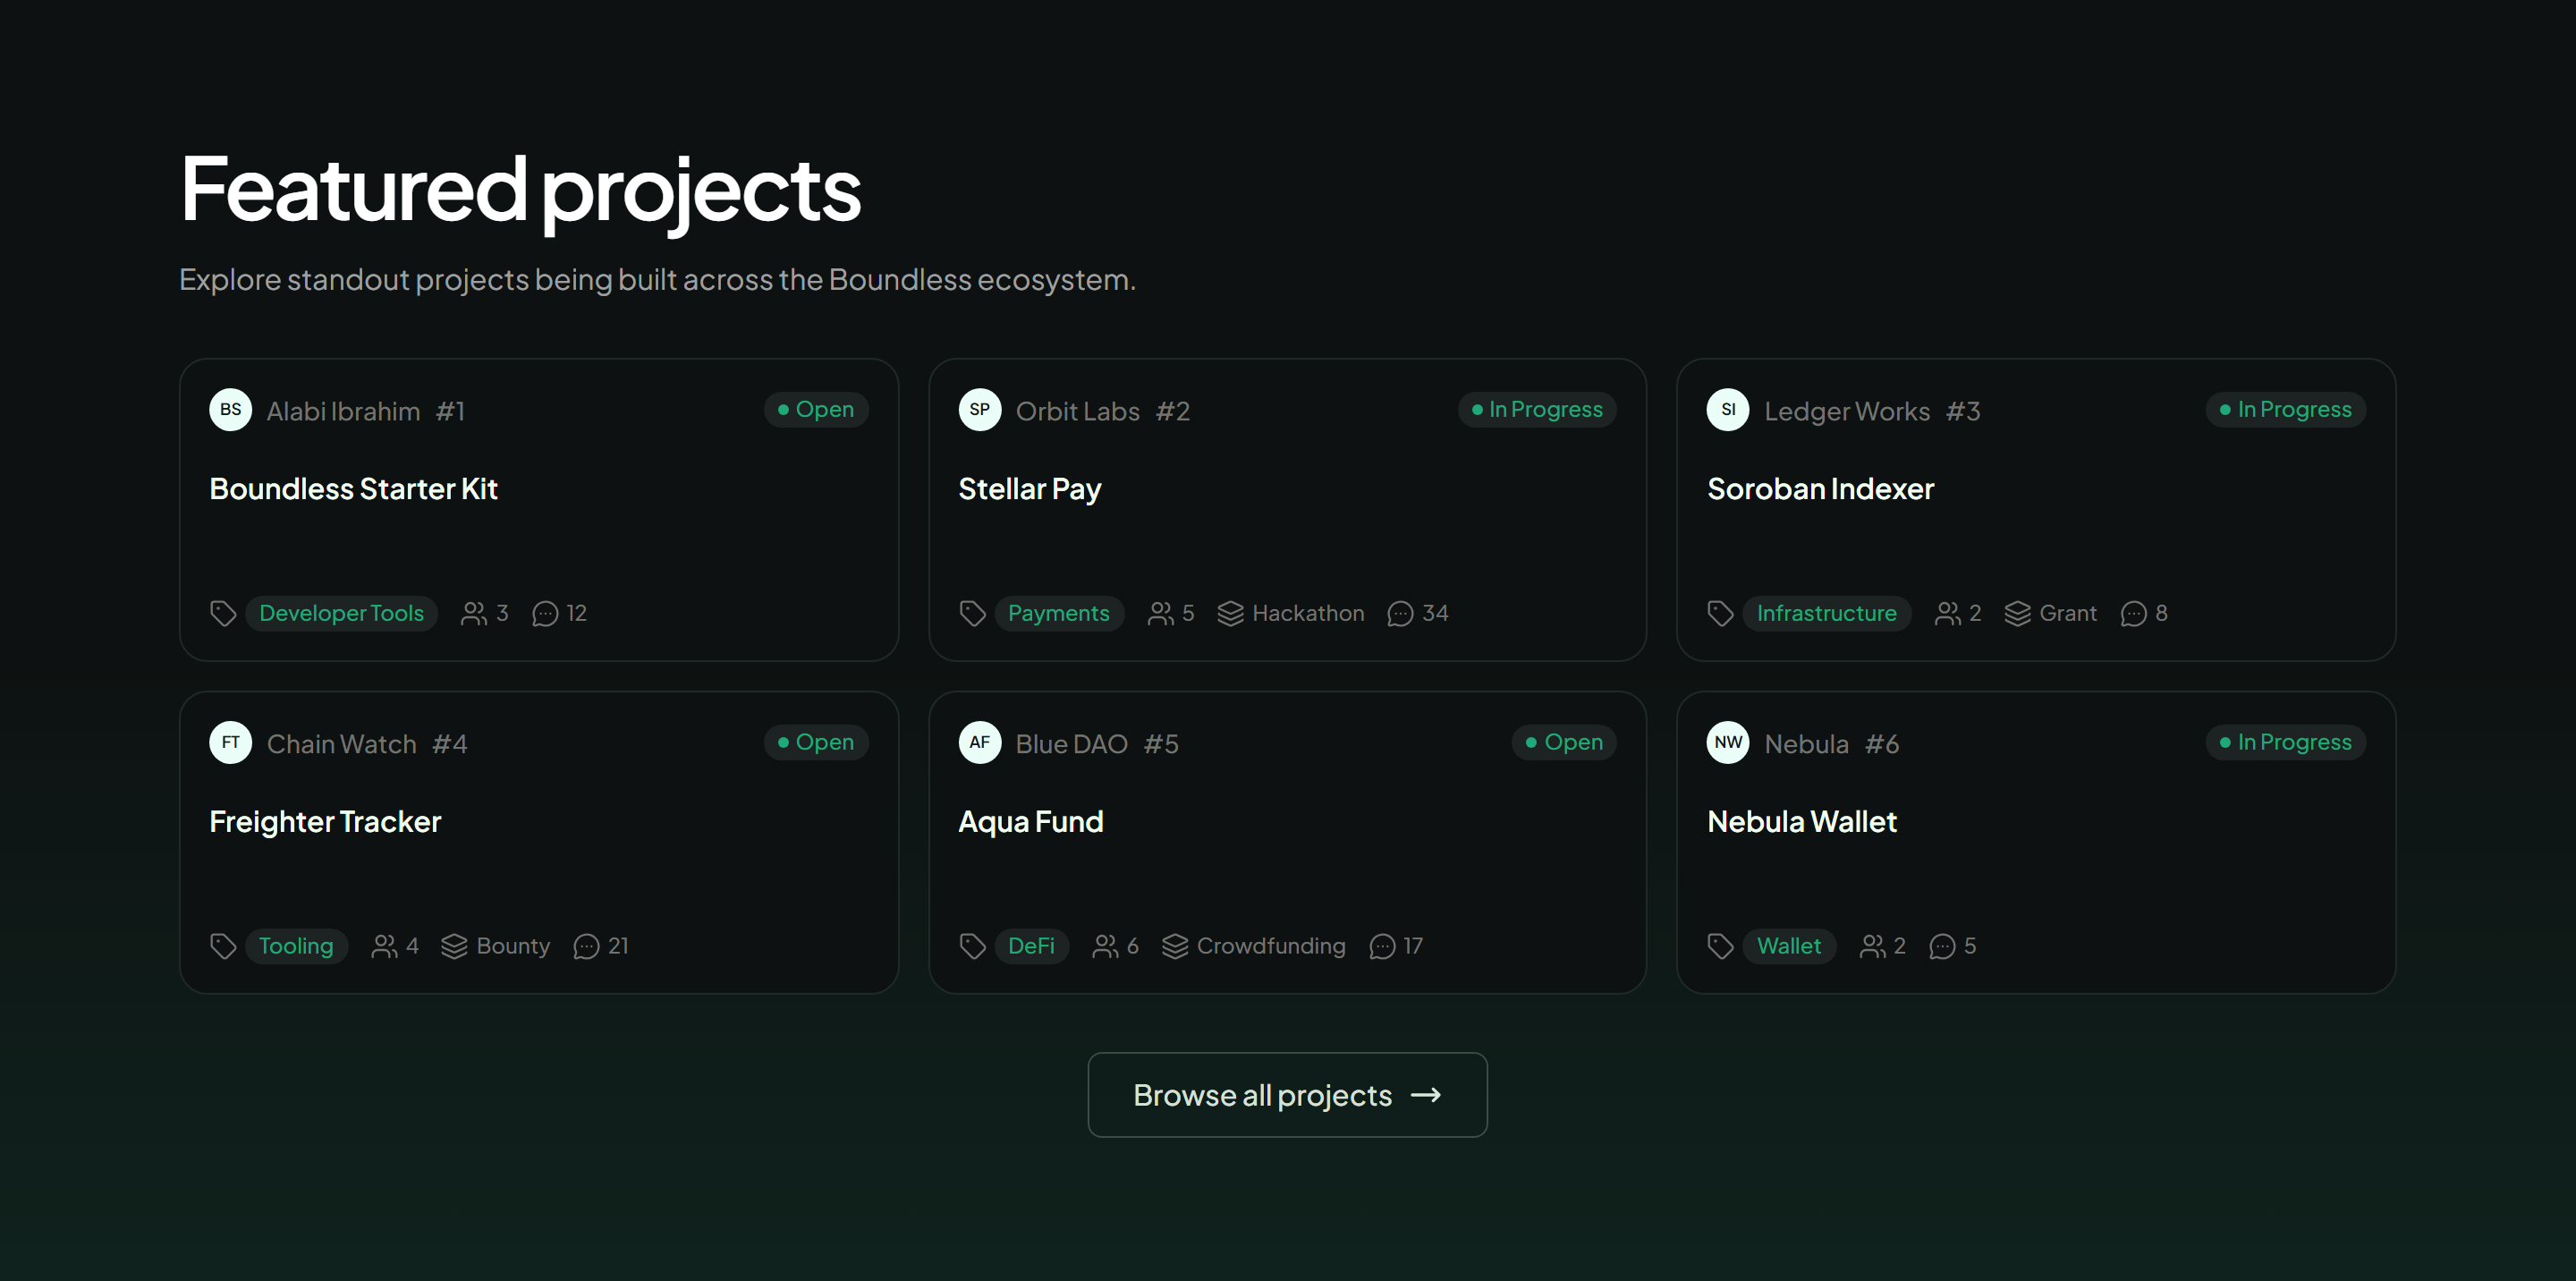 Featured projects
Explore standout projects being built across the Boundless ecosystem.
BS Alabi Ibrahim #1 Open
Boundless Starter Kit
Developer Tools 3 12
SP Orbit Labs #2 In Progress
Stellar Pay
Payments 5 Hackathon 34
SI Ledger Works #3 In Progress
Soroban Indexer
Infrastructure 2 Grant 8
FT Chain Watch #4 Open
Freighter Tracker
Tooling 4 Bounty 21
AF Blue DAO #5 Open
Aqua Fund
DeFi 6 Crowdfunding 17
NW Nebula #6 In Progress
Nebula Wallet
Wallet 2 5
Browse all projects →